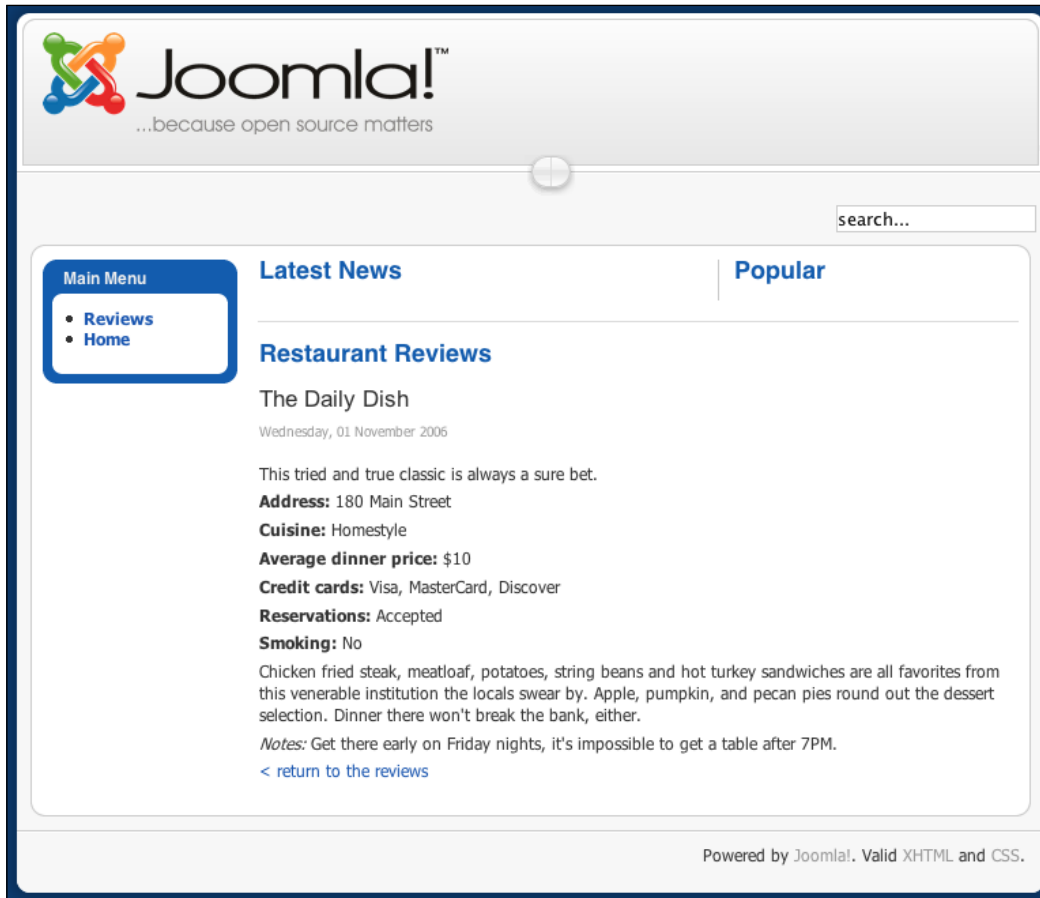 Joomla!™
...because open source matters
search...
Main Menu
Reviews
Home
Latest News
Popular
Restaurant Reviews
The Daily Dish
Wednesday, 01 November 2006
This tried and true classic is always a sure bet.
Address: 180 Main Street
Cuisine: Homestyle
Average dinner price: $10
Credit cards: Visa, MasterCard, Discover
Reservations: Accepted
Smoking: No
Chicken fried steak, meatloaf, potatoes, string beans and hot turkey sandwiches are all favorites from
this venerable institution the locals swear by. Apple, pumpkin, and pecan pies round out the dessert
selection. Dinner there won't break the bank, either.
Notes: Get there early on Friday nights, it's impossible to get a table after 7PM.
< return to the reviews
Powered by Joomla!. Valid XHTML and CSS.